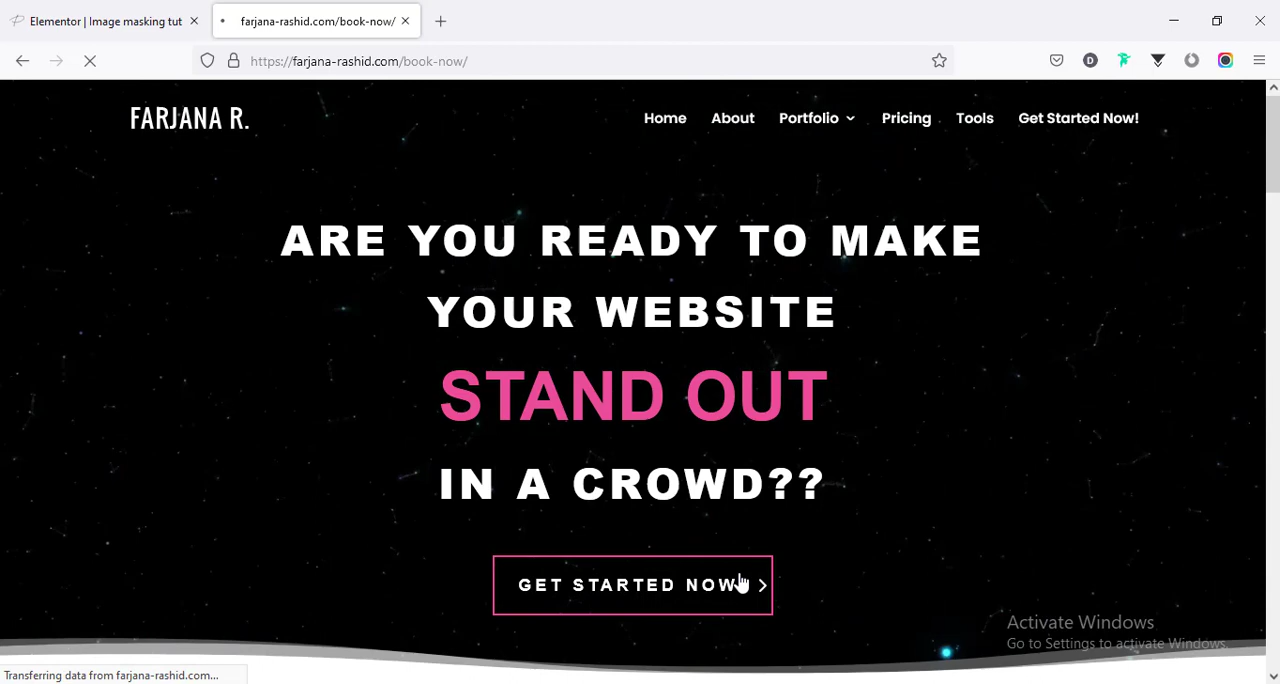 Elementor | Image masking tut
farjana-rashid.com/book-now/
https://farjana-rashid.com/book-now/
FARJANA R.
Home About Portfolio Pricing Tools Get Started Now!
ARE YOU READY TO MAKE
YOUR WEBSITE
STAND OUT
IN A CROWD??
GET STARTED NOW
Activate Windows
Go to Settings to activate Windows.
Transferring data from farjana-rashid.com...